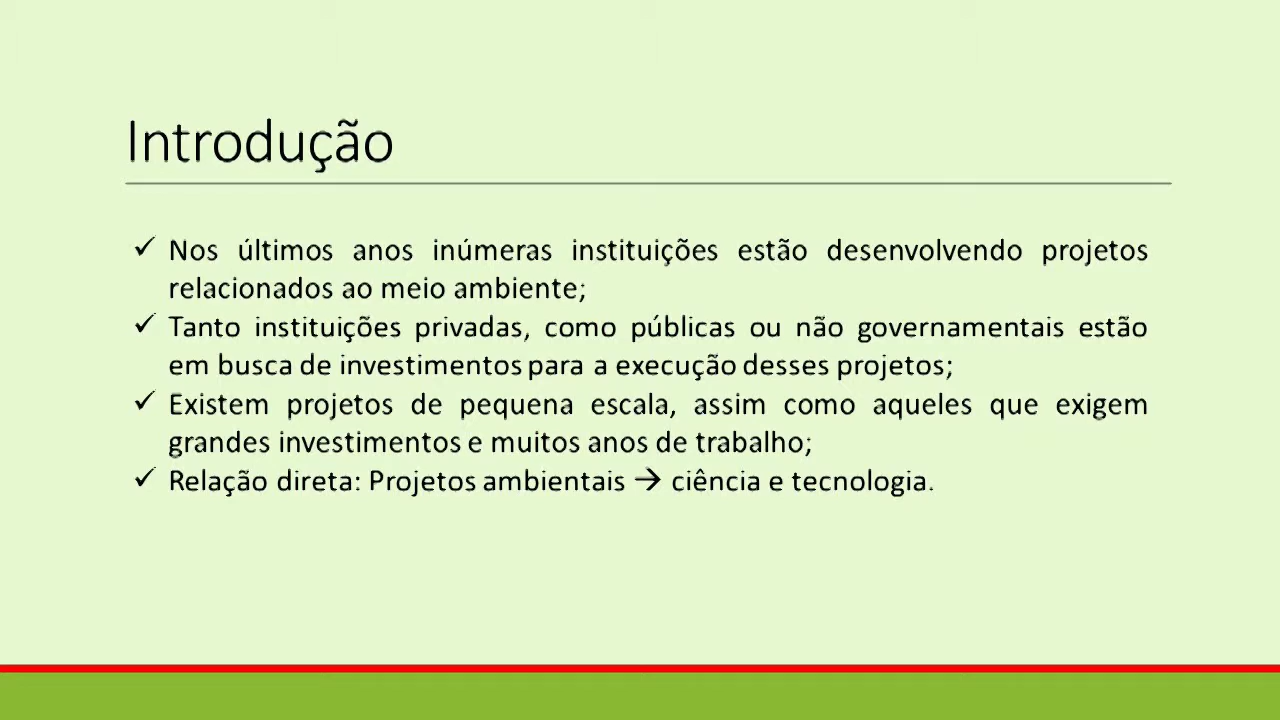 Introdução
✓ Nos últimos anos inúmeras instituições estão desenvolvendo projetos
relacionados ao meio ambiente;
✓ Tanto instituições privadas, como públicas ou não governamentais estão
em busca de investimentos para a execução desses projetos;
✓ Existem projetos de pequena escala, assim como aqueles que exigem
grandes investimentos e muitos anos de trabalho;
✓ Relação direta: Projetos ambientais → ciência e tecnologia.